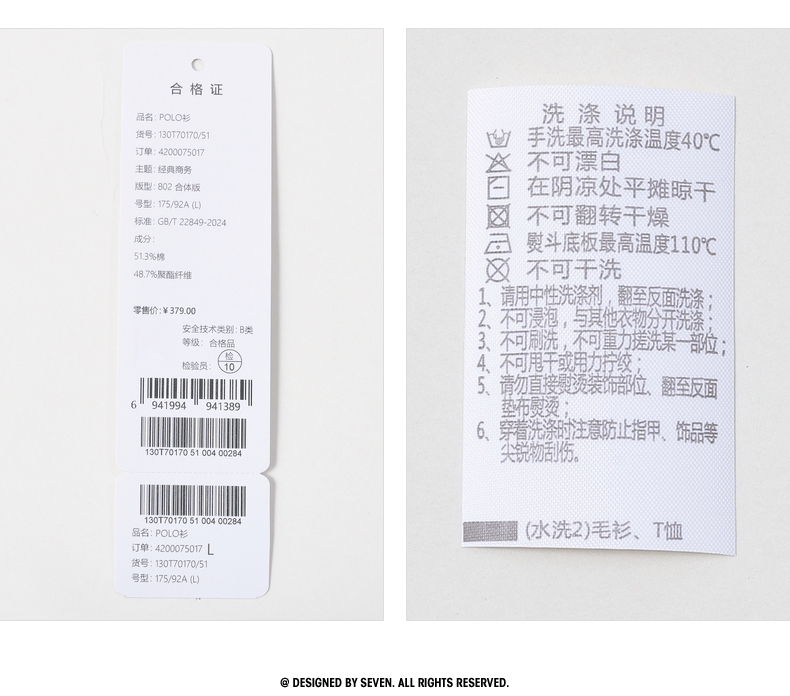 合格证
品名: POLO衫
货号: 130T70170/51
订单: 4200075017
主题: 经典商务
版型: 802 合体版
号型: 175/92A (L)
标准: GB/T 22849-2024
成分:
51.3%棉
48.7%聚酯纤维
零售价: ¥ 379.00
安全技术类别: B类
等级: 合格品
检验员: 检 10
6 941994 941389
130T70170 51 004 00284
130T70170 51 004 00284
品名: POLO衫
订单: 4200075017 L
货号: 130T70170/51
号型: 175/92A (L)
洗涤说明
手洗最高洗涤温度40℃
不可漂白
在阴凉处平摊晾干
不可翻转干燥
熨斗底板最高温度110℃
不可干洗
1、请用中性洗涤剂，翻至反面洗涤；
2、不可浸泡，与其他衣物分开洗涤；
3、不可刷洗，不可重力搓洗某一部位；
4、不可甩干或用力拧绞；
5、请勿直接熨烫装饰部位、翻至反面
垫布熨烫；
6、穿着洗涤时注意防止指甲、饰品等
尖锐物刮伤。
(水洗2)毛衫、T恤
@ DESIGNED BY SEVEN. ALL RIGHTS RESERVED.